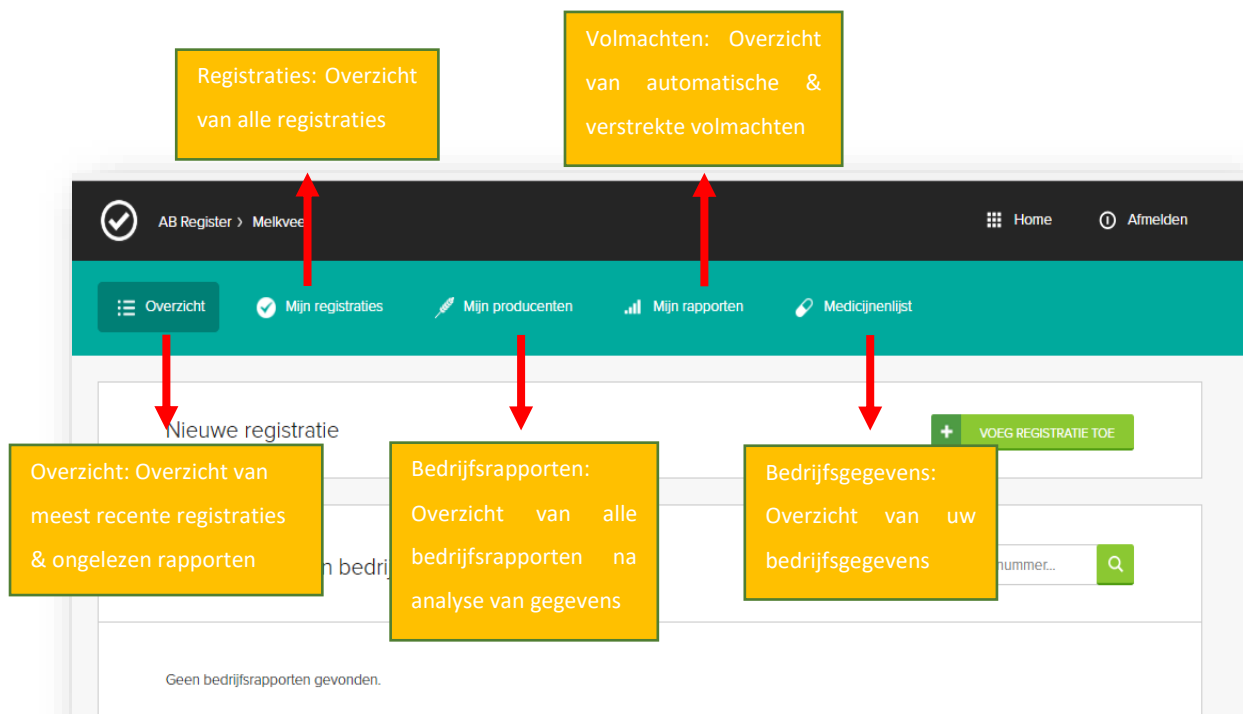 Registraties: Overzicht
van alle registraties
Volmachten: Overzicht
van automatische &
verstrekte volmachten
AB Register > Melkvee
Home
Afmelden
Overzicht
Mijn registraties
Mijn producenten
Mijn rapporten
Medicijnenlijst
Nieuwe registratie
+ VOEG REGISTRATIE TOE
Overzicht: Overzicht van
meest recente registraties
& ongelezen rapporten
Bedrijfsrapporten:
Overzicht van alle
bedrijfsrapporten na
analyse van gegevens
Bedrijfsgegevens:
Overzicht van uw
bedrijfsgegevens
nummer...
Geen bedrijfsrapporten gevonden.